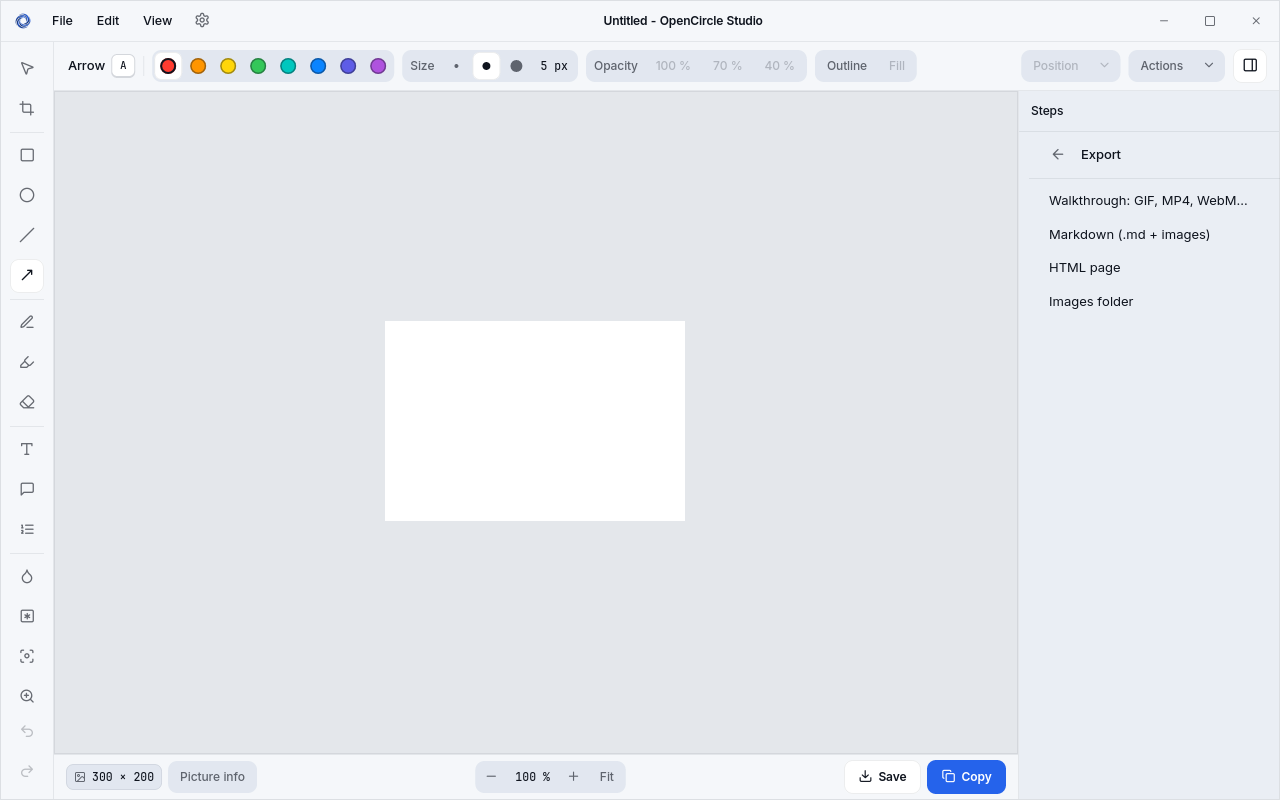 File Edit View
Untitled - OpenCircle Studio
Arrow A
Size 5 px
Opacity 100 % 70 % 40 %
Outline Fill
Position
Actions
Steps
Export
Walkthrough: GIF, MP4, WebM...
Markdown (.md + images)
HTML page
Images folder
300 × 200
Picture info
100 %
Fit
Save
Copy